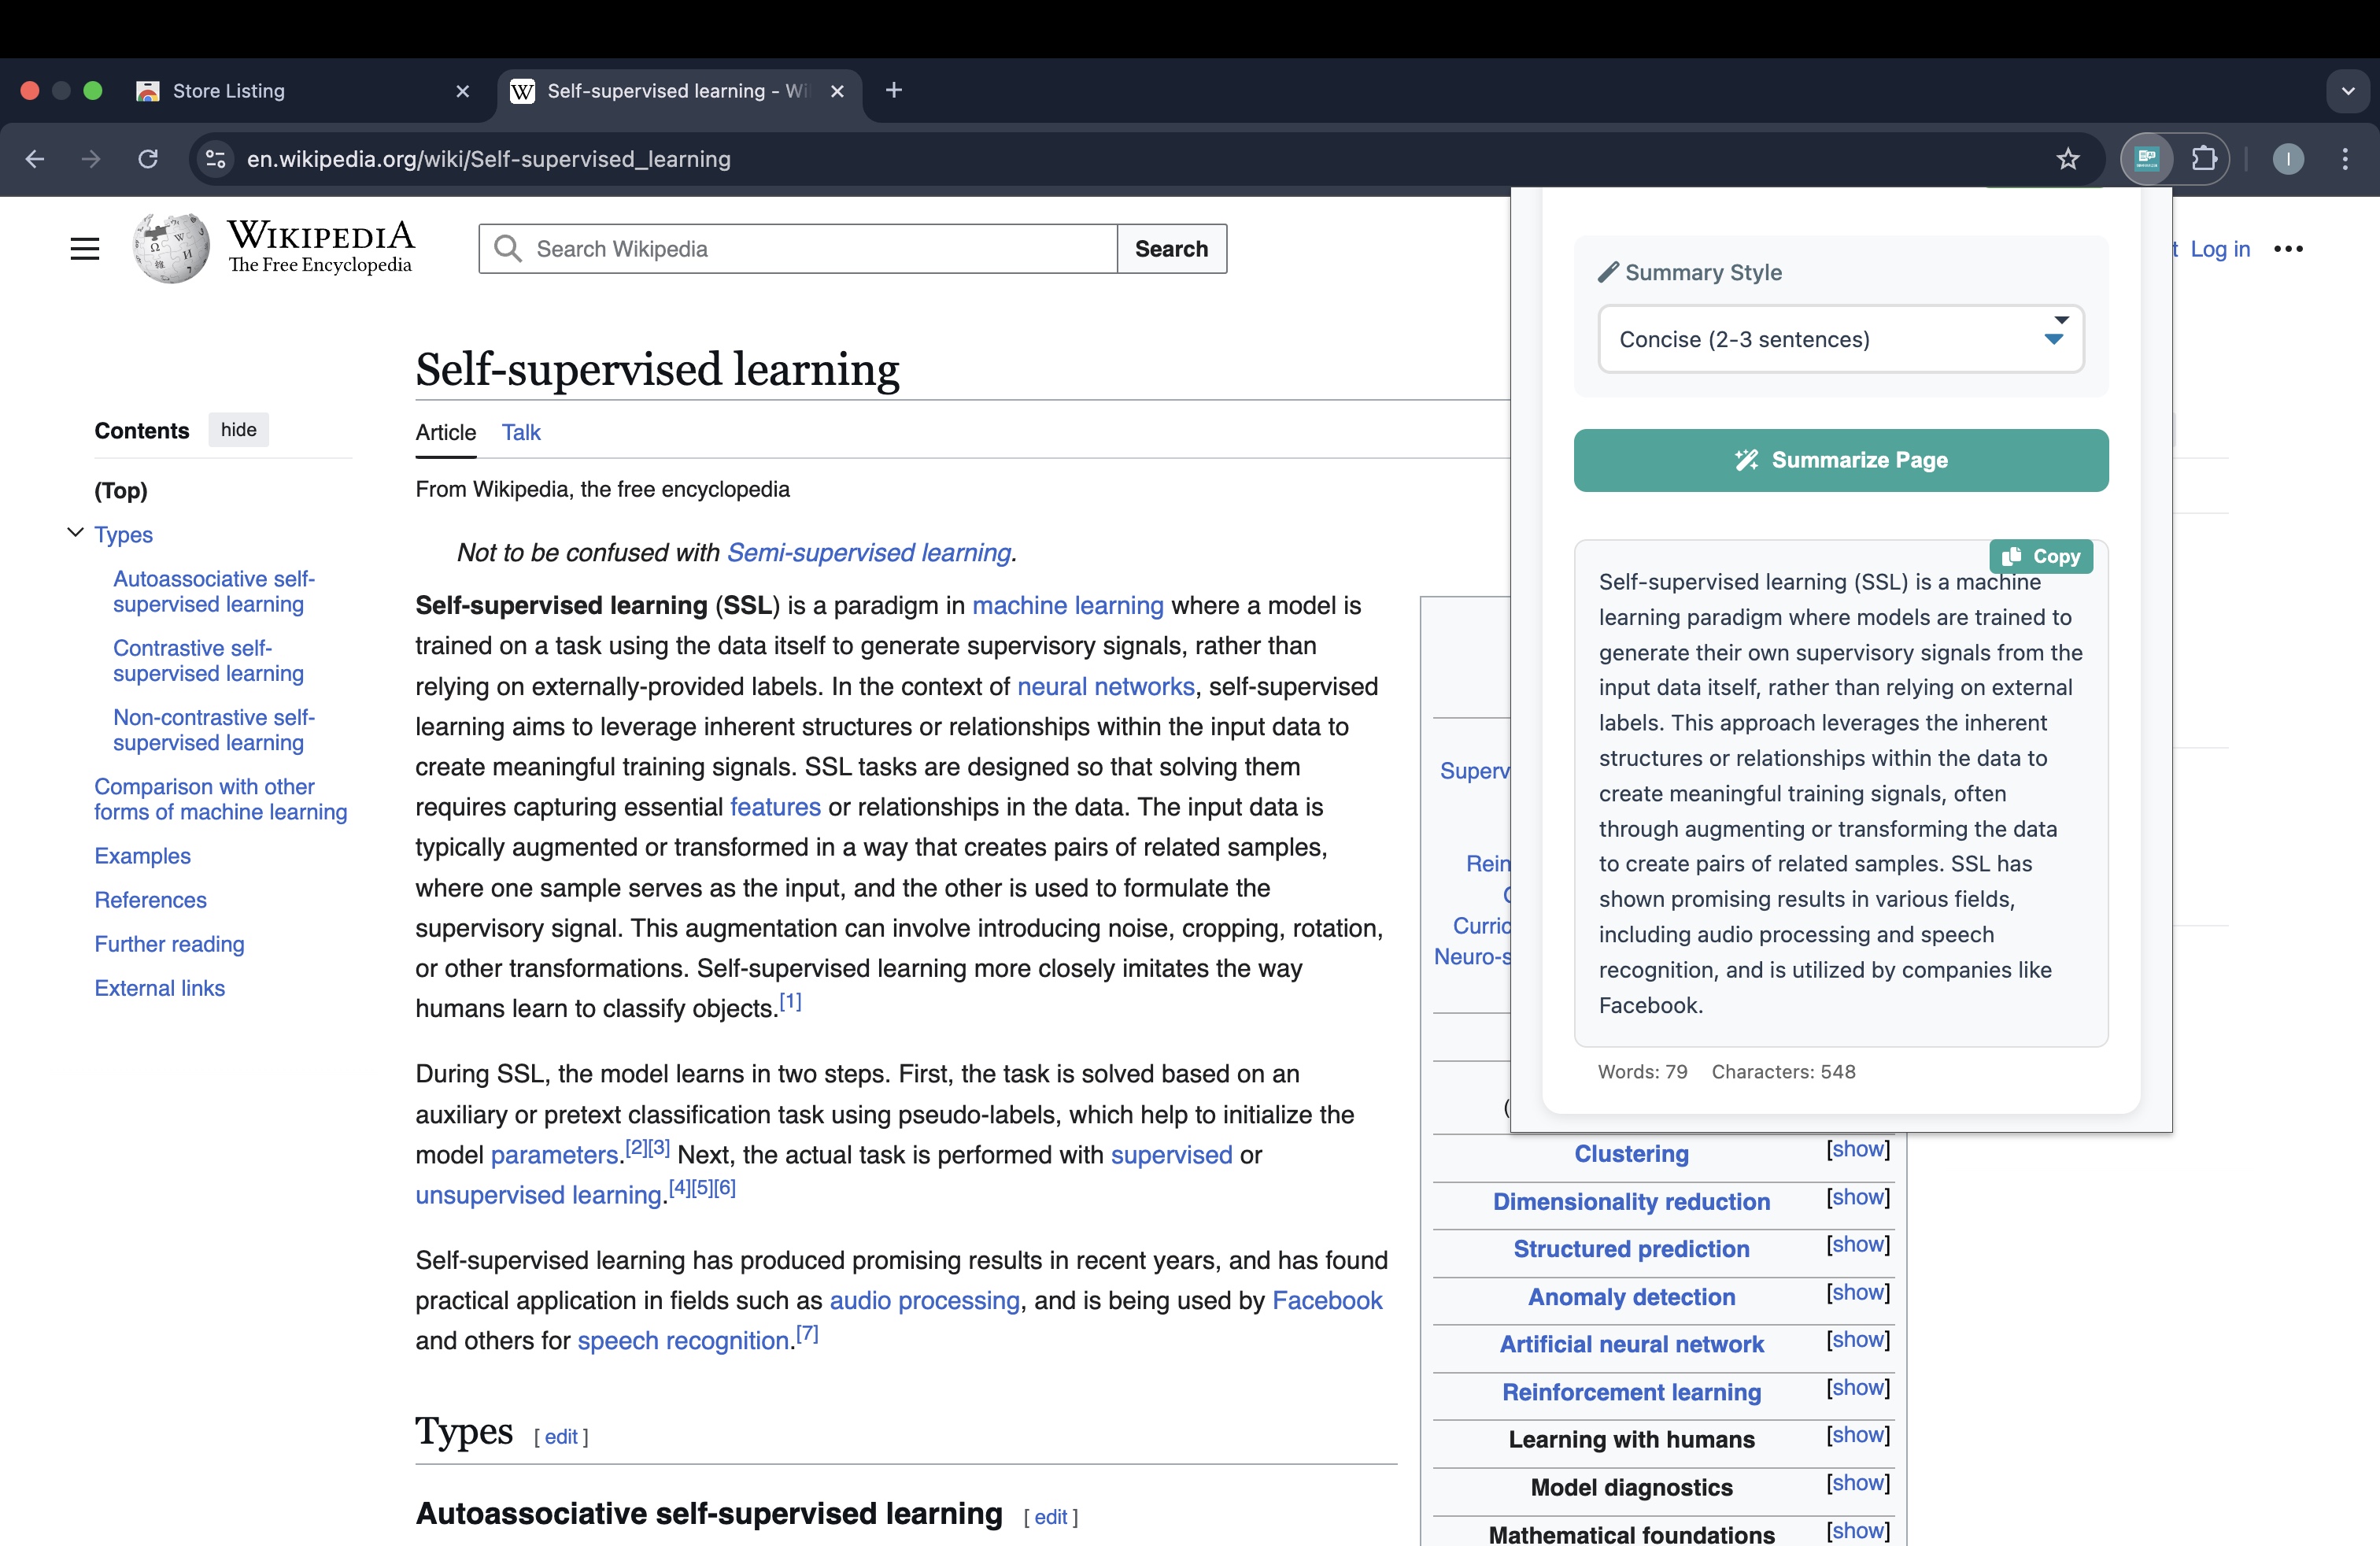 Store Listing
Self-supervised learning - Wi
en.wikipedia.org/wiki/Self-supervised_learning
I
WIKIPEDIA
The Free Encyclopedia
Search Wikipedia
Search
t Log in
Contents hide
(Top)
Types
Autoassociative self-
supervised learning
Contrastive self-
supervised learning
Non-contrastive self-
supervised learning
Comparison with other
forms of machine learning
Examples
References
Further reading
External links
Self-supervised learning
Article Talk
From Wikipedia, the free encyclopedia
Not to be confused with Semi-supervised learning.
Self-supervised learning (SSL) is a paradigm in machine learning where a model is
trained on a task using the data itself to generate supervisory signals, rather than
relying on externally-provided labels. In the context of neural networks, self-supervised
learning aims to leverage inherent structures or relationships within the input data to
create meaningful training signals. SSL tasks are designed so that solving them
requires capturing essential features or relationships in the data. The input data is
typically augmented or transformed in a way that creates pairs of related samples,
where one sample serves as the input, and the other is used to formulate the
supervisory signal. This augmentation can involve introducing noise, cropping, rotation,
or other transformations. Self-supervised learning more closely imitates the way
humans learn to classify objects.[1]
During SSL, the model learns in two steps. First, the task is solved based on an
auxiliary or pretext classification task using pseudo-labels, which help to initialize the
model parameters.[2][3] Next, the actual task is performed with supervised or
unsupervised learning.[4][5][6]
Self-supervised learning has produced promising results in recent years, and has found
practical application in fields such as audio processing, and is being used by Facebook
and others for speech recognition.[7]
Types [ edit ]
Autoassociative self-supervised learning [ edit ]
Superv
Rein
Curric
Neuro-s
(
Clustering [show]
Dimensionality reduction [show]
Structured prediction [show]
Anomaly detection [show]
Artificial neural network [show]
Reinforcement learning [show]
Learning with humans [show]
Model diagnostics [show]
Mathematical foundations [show]
Summary Style
Concise (2-3 sentences)
Summarize Page
Copy
Self-supervised learning (SSL) is a machine
learning paradigm where models are trained to
generate their own supervisory signals from the
input data itself, rather than relying on external
labels. This approach leverages the inherent
structures or relationships within the data to
create meaningful training signals, often
through augmenting or transforming the data
to create pairs of related samples. SSL has
shown promising results in various fields,
including audio processing and speech
recognition, and is utilized by companies like
Facebook.
Words: 79 Characters: 548